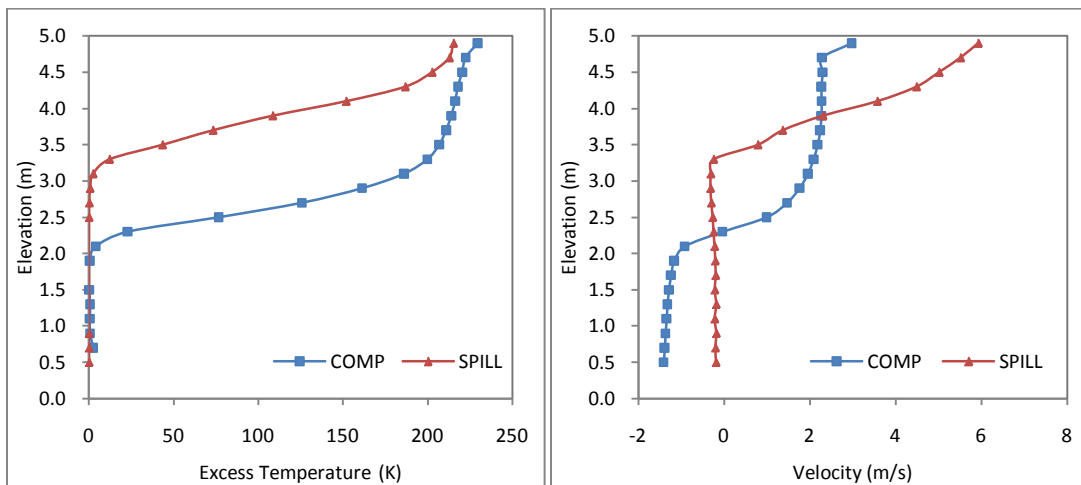 5.0
4.5
4.0
3.5
3.0
2.5
2.0
1.5
1.0
0.5
0.0
Elevation (m)
COMP SPILL
0 50 100 150 200 250
Excess Temperature (K)
5.0
4.5
4.0
3.5
3.0
2.5
2.0
1.5
1.0
0.5
0.0
Elevation (m)
COMP SPILL
-2 0 2 4 6 8
Velocity (m/s)